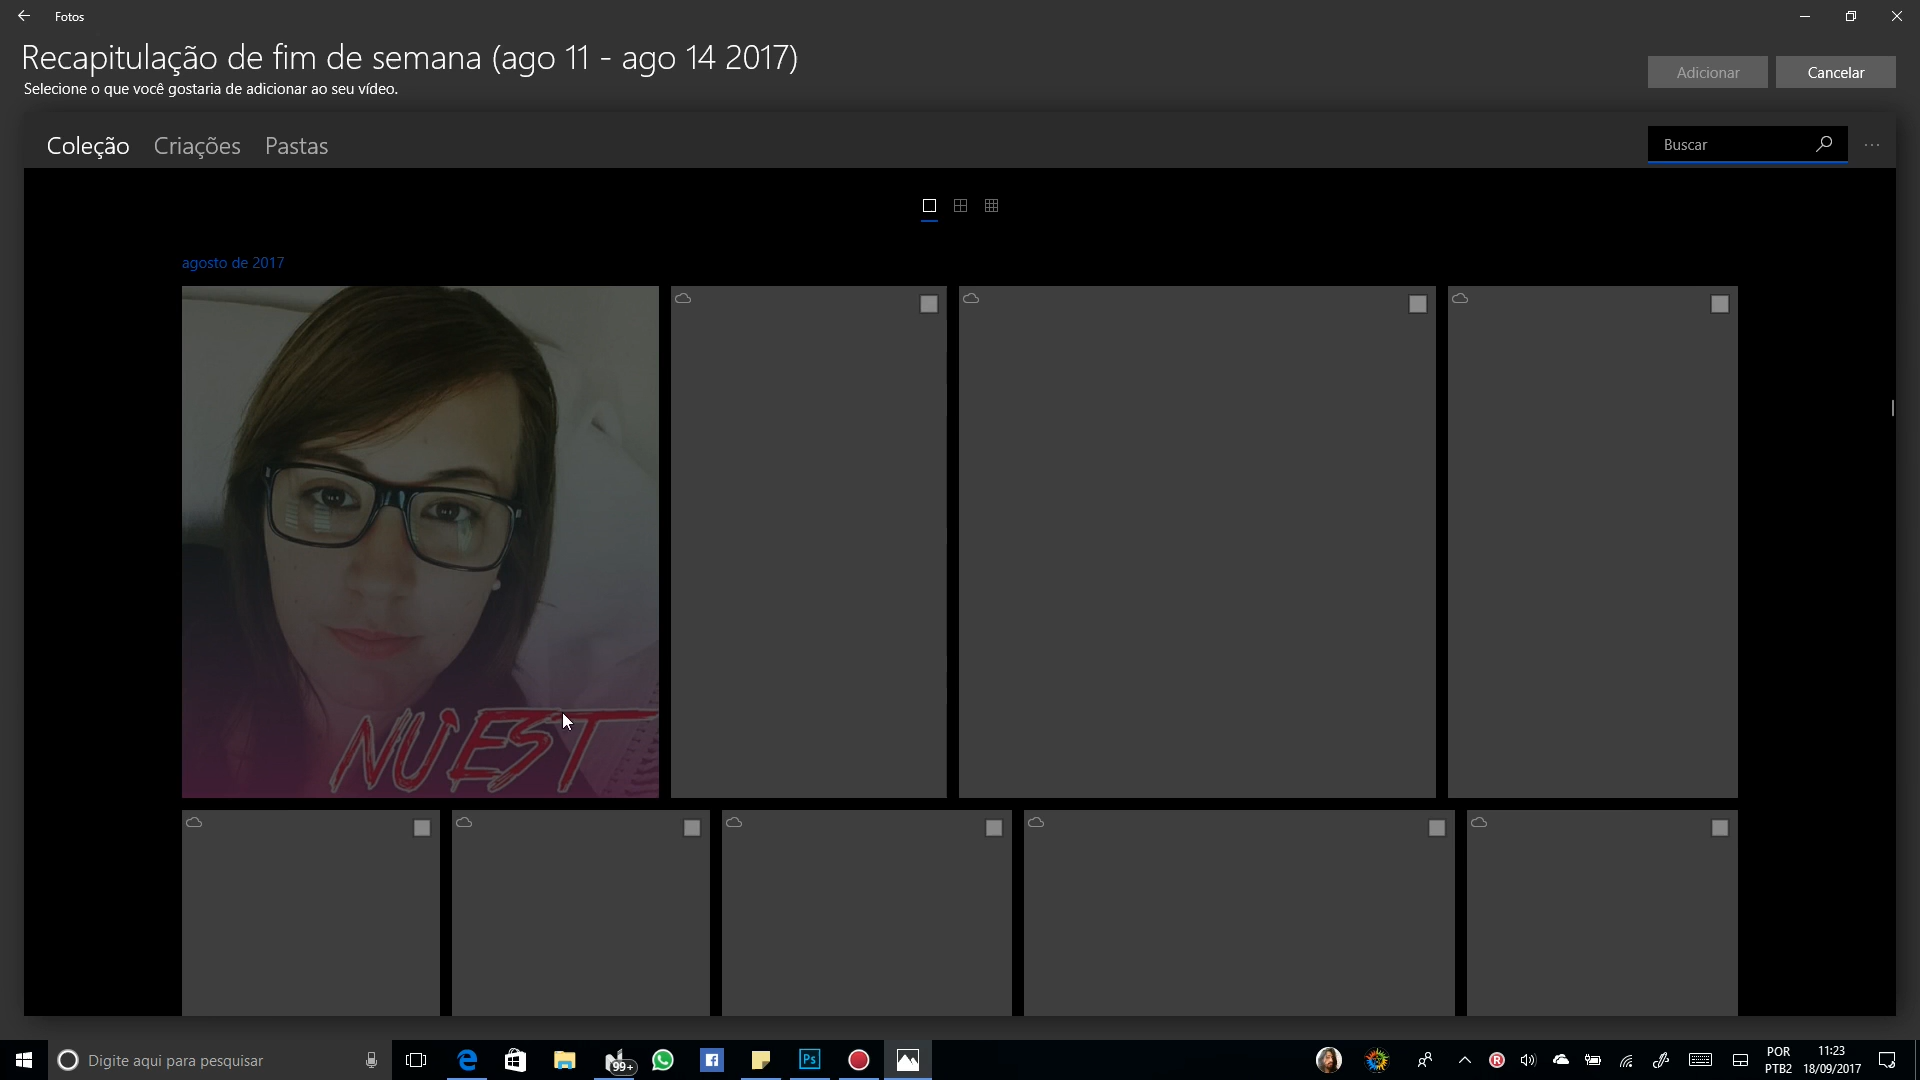 Fotos
Recapitulação de fim de semana (ago 11 - ago 14 2017)
Selecione o que você gostaria de adicionar ao seu vídeo.
Adicionar
Cancelar
Coleção Criações Pastas
Buscar
agosto de 2017
NU'EST
Digite aqui para pesquisar
99+
Ps
R
POR
PTB2
11:23
18/09/2017